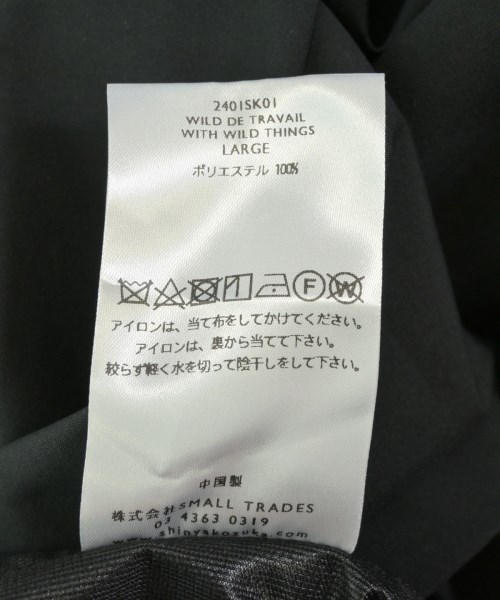 2401SK01
WILD DE TRAVAIL
WITH WILD THINGS
LARGE
ポリエステル 100%
F W
アイロンは、当て布をしてかけてください。
アイロンは、裏から当てて下さい。
絞らず軽く水を切って陰干しをして下さい。
中国製
株式会社SMALL TRADES
03 4363 0319
shinyakozuka.com